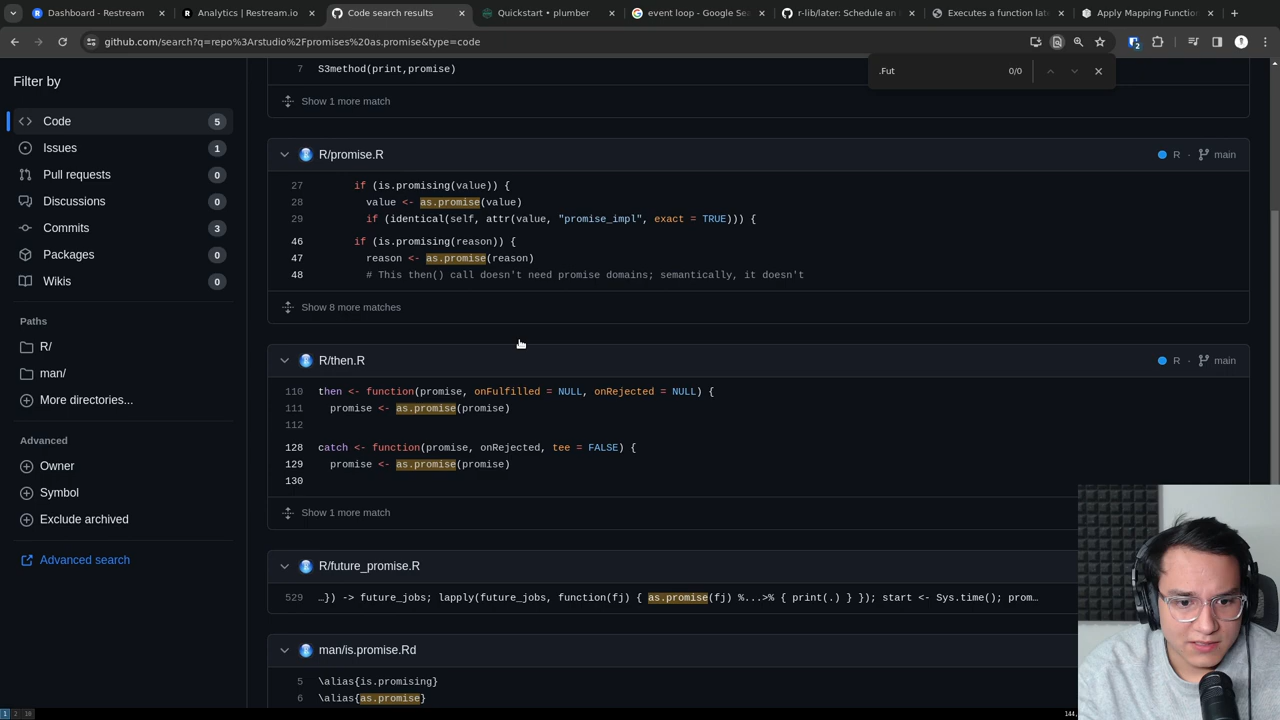 Dashboard - Restream
Analytics | Restream.io
Code search results
Quickstart • plumber
event loop - Google Sea
r-lib/later: Schedule an
Executes a function late
Apply Mapping Function
github.com/search?q=repo%3Arstudio%2Fpromises%20as.promise&type=code
.Fut
0/0
Filter by
Code
5
Issues
1
Pull requests
0
Discussions
0
Commits
3
Packages
0
Wikis
0
Paths
R/
man/
More directories...
Advanced
Owner
Symbol
Exclude archived
Advanced search
7 S3method(print,promise)
Show 1 more match
R/promise.R
R · main
27 if (is.promising(value)) {
28 value <- as.promise(value)
29 if (identical(self, attr(value, "promise_impl", exact = TRUE))) {
46 if (is.promising(reason)) {
47 reason <- as.promise(reason)
48 # This then() call doesn't need promise domains; semantically, it doesn't
Show 8 more matches
R/then.R
R · main
110 then <- function(promise, onFulfilled = NULL, onRejected = NULL) {
111 promise <- as.promise(promise)
112
128 catch <- function(promise, onRejected, tee = FALSE) {
129 promise <- as.promise(promise)
130
Show 1 more match
R/future_promise.R
529 …}) -> future_jobs; lapply(future_jobs, function(fj) { as.promise(fj) %...>% { print(.) } }); start <- Sys.time(); prom…
man/is.promise.Rd
5 \alias{is.promising}
6 \alias{as.promise}
1 2 10
144,